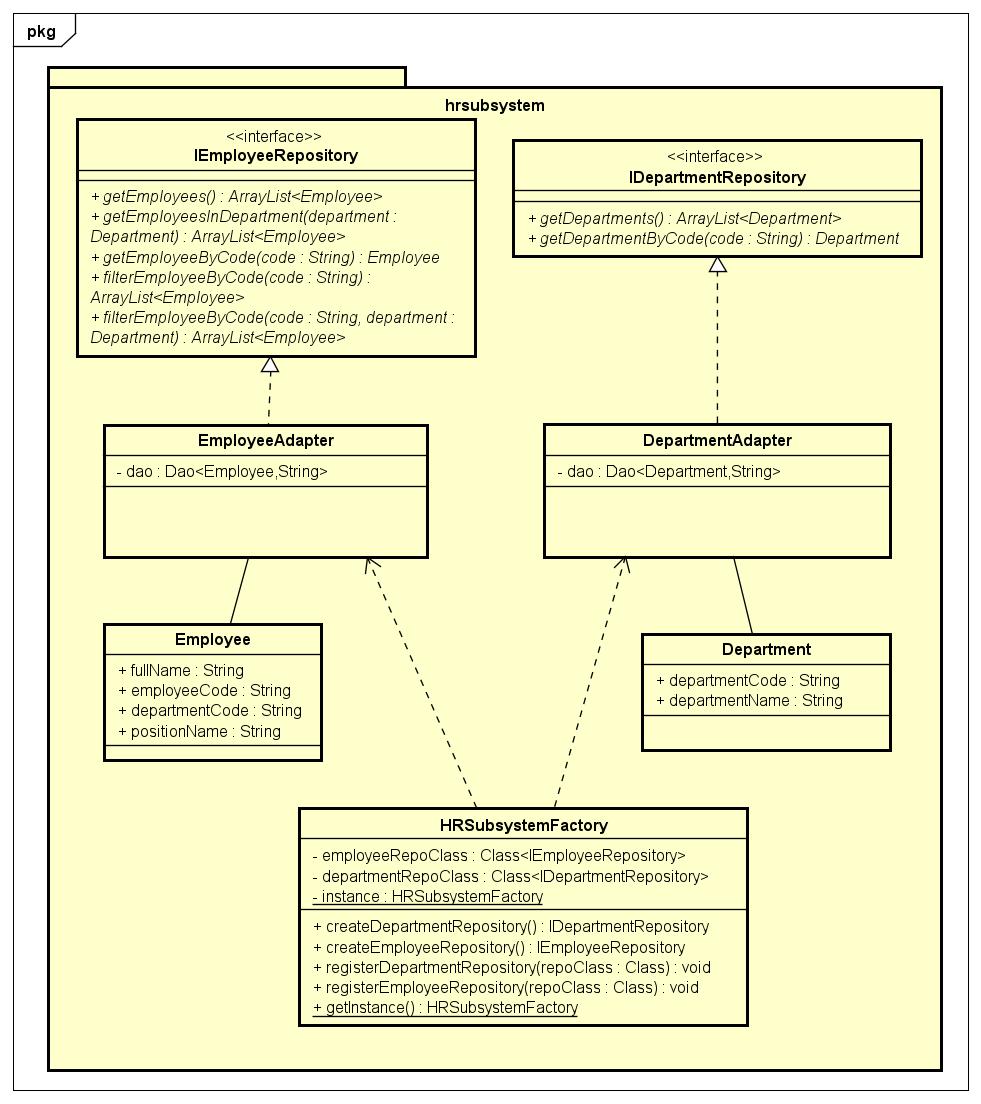 pkg
hrsubsystem
<<interface>>
IEmployeeRepository
+ getEmployees() : ArrayList<Employee>
+ getEmployeesInDepartment(department :
Department) : ArrayList<Employee>
+ getEmployeeByCode(code : String) : Employee
+ filterEmployeeByCode(code : String) :
ArrayList<Employee>
+ filterEmployeeByCode(code : String, department :
Department) : ArrayList<Employee>
<<interface>>
IDepartmentRepository
+ getDepartments() : ArrayList<Department>
+ getDepartmentByCode(code : String) : Department
EmployeeAdapter
- dao : Dao<Employee,String>
DepartmentAdapter
- dao : Dao<Department,String>
Employee
+ fullName : String
+ employeeCode : String
+ departmentCode : String
+ positionName : String
Department
+ departmentCode : String
+ departmentName : String
HRSubsystemFactory
- employeeRepoClass : Class<IEmployeeRepository>
- departmentRepoClass : Class<IDepartmentRepository>
- instance : HRSubsystemFactory
+ createDepartmentRepository() : IDepartmentRepository
+ createEmployeeRepository() : IEmployeeRepository
+ registerDepartmentRepository(repoClass : Class) : void
+ registerEmployeeRepository(repoClass : Class) : void
+ getInstance() : HRSubsystemFactory